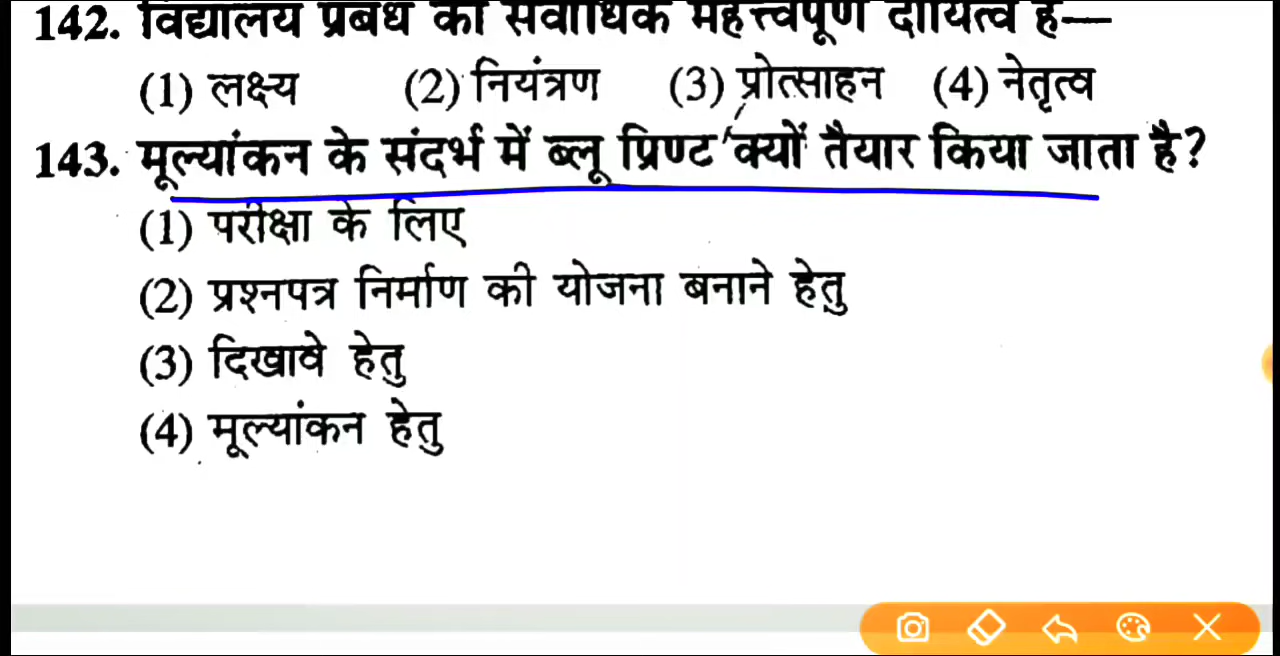 142. विद्यालय प्रबंध का सर्वाधिक महत्त्वपूर्ण दायित्व है—
(1) लक्ष्य (2) नियंत्रण (3) प्रोत्साहन (4) नेतृत्व
143. मूल्यांकन के संदर्भ में ब्लू प्रिण्ट क्यों तैयार किया जाता है?
(1) परीक्षा के लिए
(2) प्रश्नपत्र निर्माण की योजना बनाने हेतु
(3) दिखावे हेतु
(4) मूल्यांकन हेतु